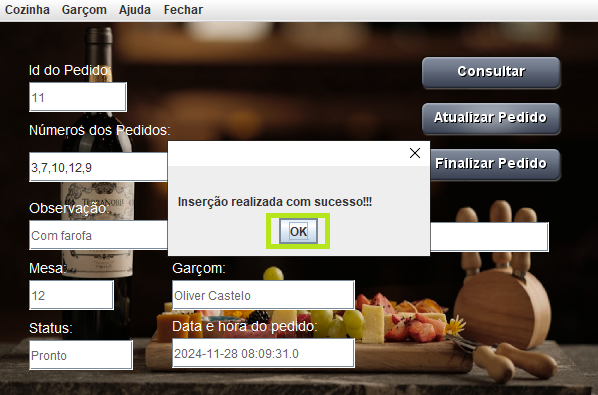 Cozinha Garçom Ajuda Fechar
Id do Pedido:
11
Consultar
Números dos Pedidos:
Atualizar Pedido
3,7,10,12,9
Finalizar Pedido
Inserção realizada com sucesso!!!
OK
Observação:
Com farofa
Mesa:
12
Garçom:
Oliver Castelo
Status:
Pronto
Data e hora do pedido:
2024-11-28 08:09:31.0